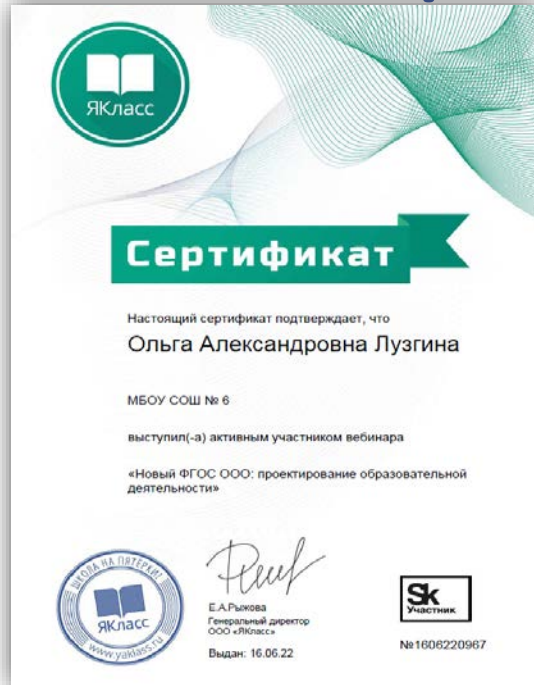 ЯКласс
Сертификат
Настоящий сертификат подтверждает, что
Ольга Александровна Лузгина
МБОУ СОШ № 6
выступил(-а) активным участником вебинара
«Новый ФГОС ООО: проектирование образовательной
деятельности»
ШКОЛА НА ПЯТЁРКУ!
ЯКласс
www.yaklass.ru
Е.А.Рыжова
Генеральный директор
ООО «ЯКласс»
Выдан: 16.06.22
Sk
Участник
№1606220967